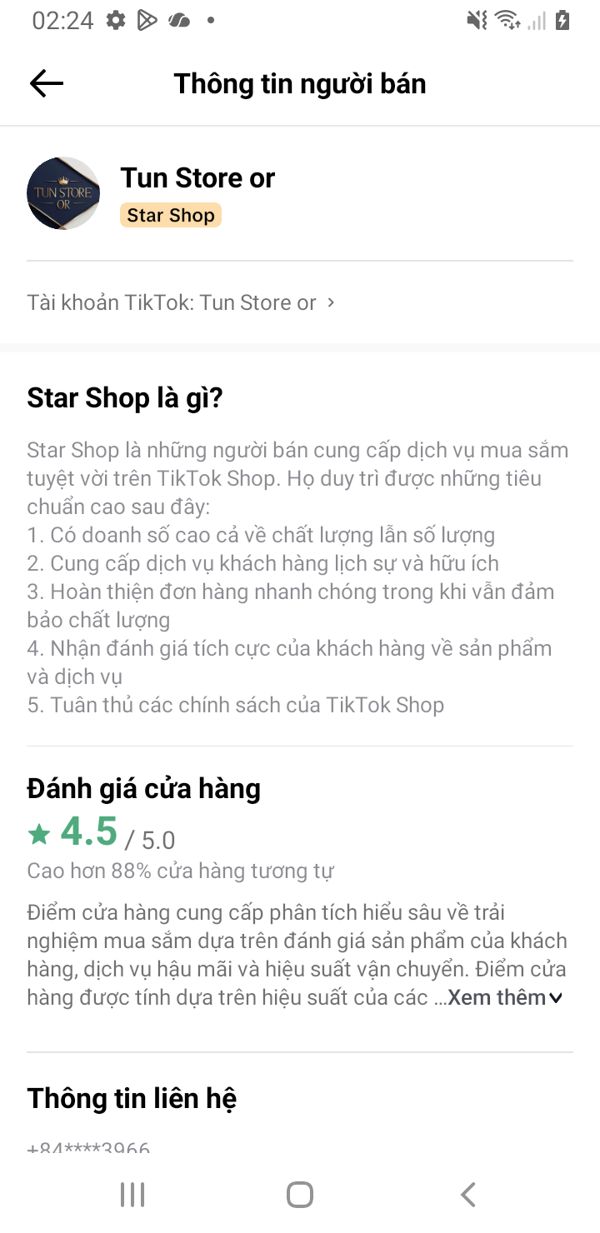 02:24
Thông tin người bán
TUN STORE
OR
Tun Store or
Star Shop
Tài khoản TikTok: Tun Store or
Star Shop là gì?
Star Shop là những người bán cung cấp dịch vụ mua sắm
tuyệt vời trên TikTok Shop. Họ duy trì được những tiêu
chuẩn cao sau đây:
1. Có doanh số cao cả về chất lượng lẫn số lượng
2. Cung cấp dịch vụ khách hàng lịch sự và hữu ích
3. Hoàn thiện đơn hàng nhanh chóng trong khi vẫn đảm
bảo chất lượng
4. Nhận đánh giá tích cực của khách hàng về sản phẩm
và dịch vụ
5. Tuân thủ các chính sách của TikTok Shop
Đánh giá cửa hàng
4.5 / 5.0
Cao hơn 88% cửa hàng tương tự
Điểm cửa hàng cung cấp phân tích hiểu sâu về trải
nghiệm mua sắm dựa trên đánh giá sản phẩm của khách
hàng, dịch vụ hậu mãi và hiệu suất vận chuyển. Điểm cửa
hàng được tính dựa trên hiệu suất của các ...Xem thêm
Thông tin liên hệ
+84****3966